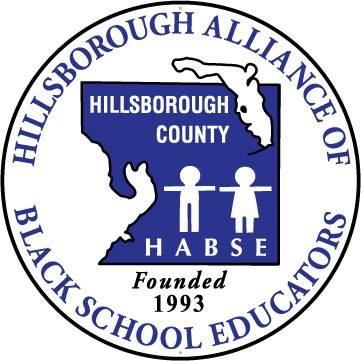 HILLSBOROUGH ALLIANCE OF
BLACK SCHOOL EDUCATORS
HILLSBOROUGH
COUNTY
HABSE
Founded
1993